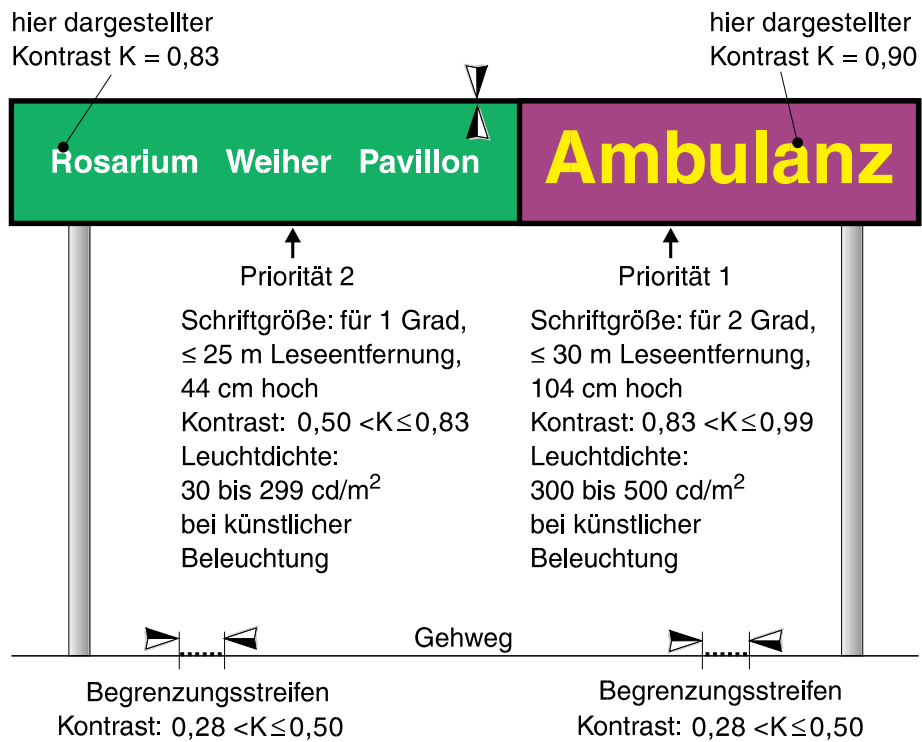 hier dargestellter
Kontrast K = 0,83
hier dargestellter
Kontrast K = 0,90
Rosarium Weiher Pavillon
Ambulanz
Priorität 2
Schriftgröße: für 1 Grad,
≤ 25 m Leseentfernung,
44 cm hoch
Kontrast: 0,50 <K≤0,83
Leuchtdichte:
30 bis 299 cd/m²
bei künstlicher
Beleuchtung
Priorität 1
Schriftgröße: für 2 Grad,
≤ 30 m Leseentfernung,
104 cm hoch
Kontrast: 0,83 <K≤0,99
Leuchtdichte:
300 bis 500 cd/m²
bei künstlicher
Beleuchtung
Gehweg
Begrenzungsstreifen
Kontrast: 0,28 <K≤0,50
Begrenzungsstreifen
Kontrast: 0,28 <K≤0,50